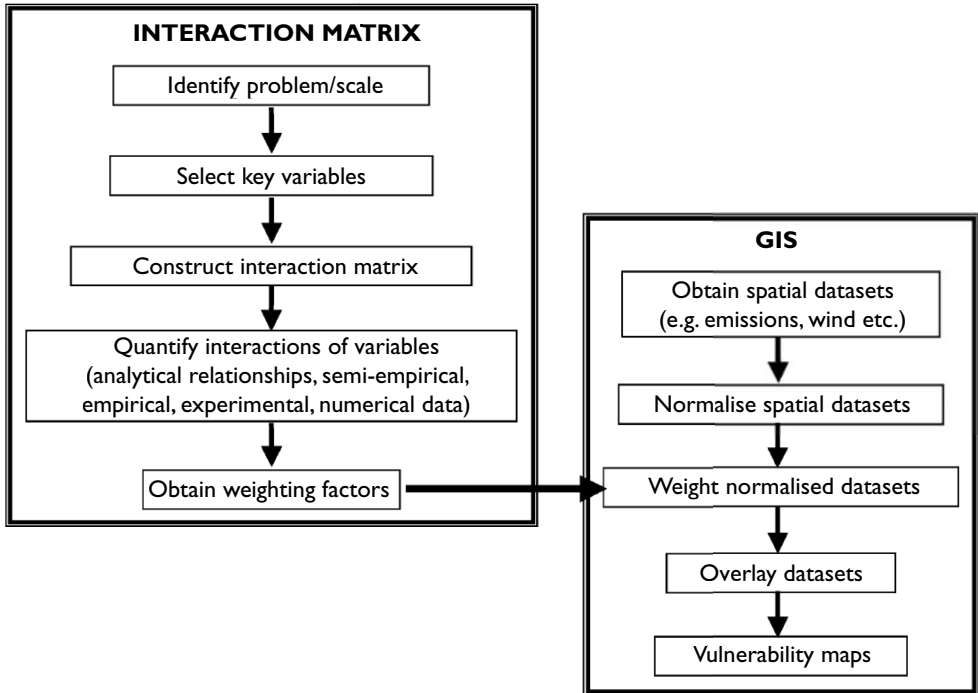 INTERACTION MATRIX
Identify problem/scale
Select key variables
Construct interaction matrix
Quantify interactions of variables
(analytical relationships, semi-empirical,
empirical, experimental, numerical data)
Obtain weighting factors
GIS
Obtain spatial datasets
(e.g. emissions, wind etc.)
Normalise spatial datasets
Weight normalised datasets
Overlay datasets
Vulnerability maps